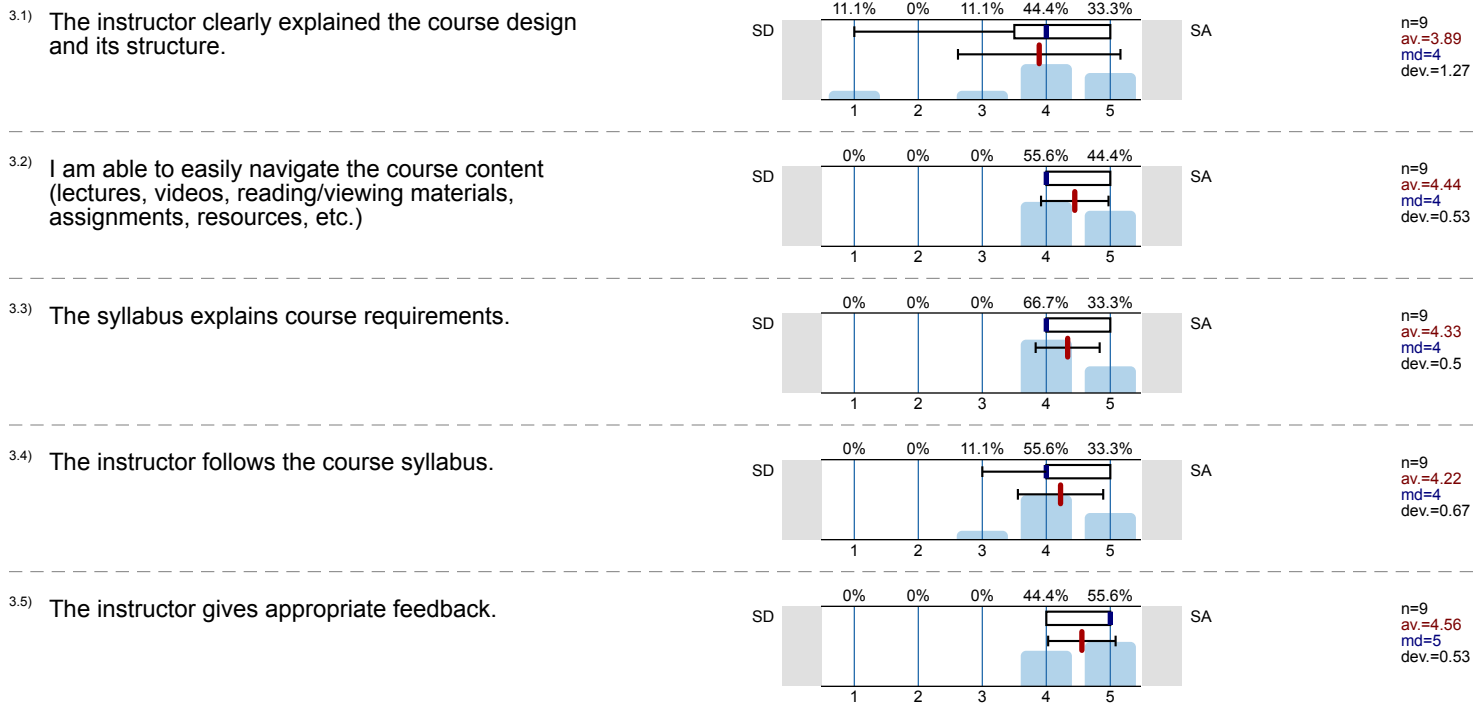 3.1) The instructor clearly explained the course design
and its structure.
11.1% 0% 11.1% 44.4% 33.3%
SD SA
1 2 3 4 5
n=9
av.=3.89
md=4
dev.=1.27
3.2) I am able to easily navigate the course content
(lectures, videos, reading/viewing materials,
assignments, resources, etc.)
0% 0% 0% 55.6% 44.4%
SD SA
1 2 3 4 5
n=9
av.=4.44
md=4
dev.=0.53
3.3) The syllabus explains course requirements.
0% 0% 0% 66.7% 33.3%
SD SA
1 2 3 4 5
n=9
av.=4.33
md=4
dev.=0.5
3.4) The instructor follows the course syllabus.
0% 0% 11.1% 55.6% 33.3%
SD SA
1 2 3 4 5
n=9
av.=4.22
md=4
dev.=0.67
3.5) The instructor gives appropriate feedback.
0% 0% 0% 44.4% 55.6%
SD SA
1 2 3 4 5
n=9
av.=4.56
md=5
dev.=0.53